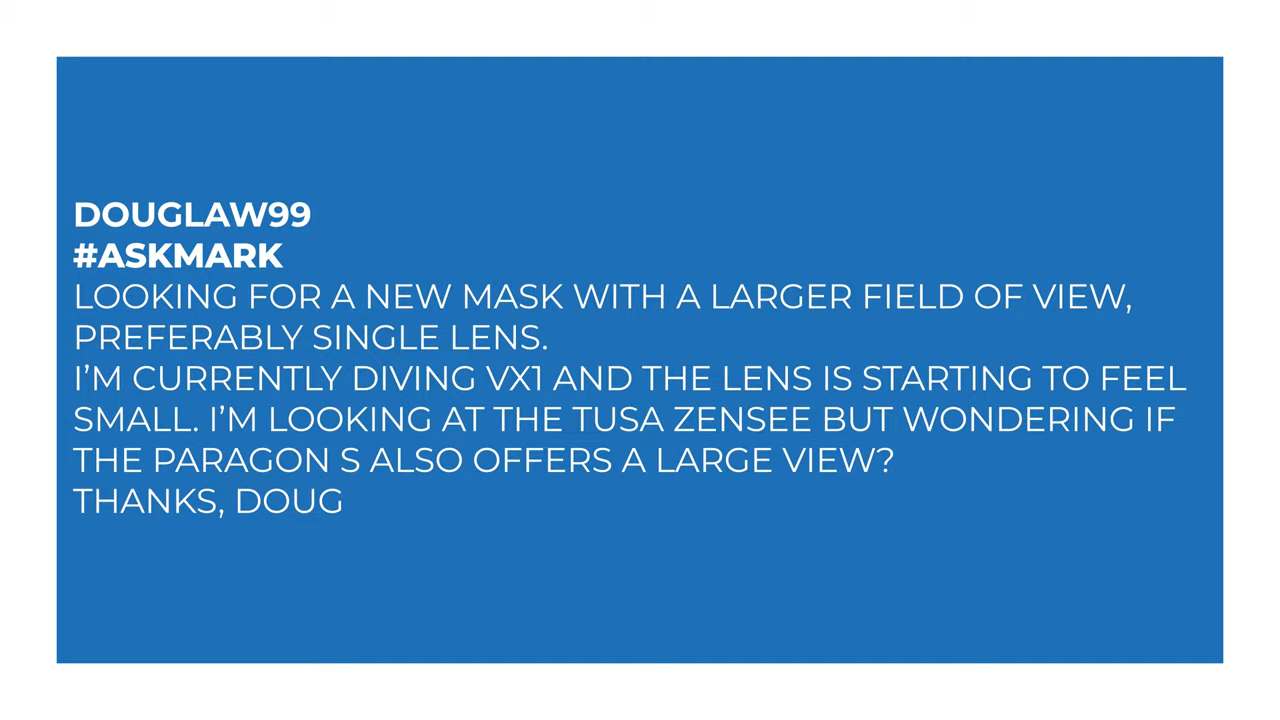 DOUGLAW99
#ASKMARK
LOOKING FOR A NEW MASK WITH A LARGER FIELD OF VIEW,
PREFERABLY SINGLE LENS.
I’M CURRENTLY DIVING VX1 AND THE LENS IS STARTING TO FEEL
SMALL. I’M LOOKING AT THE TUSA ZENSEE BUT WONDERING IF
THE PARAGON S ALSO OFFERS A LARGE VIEW?
THANKS, DOUG